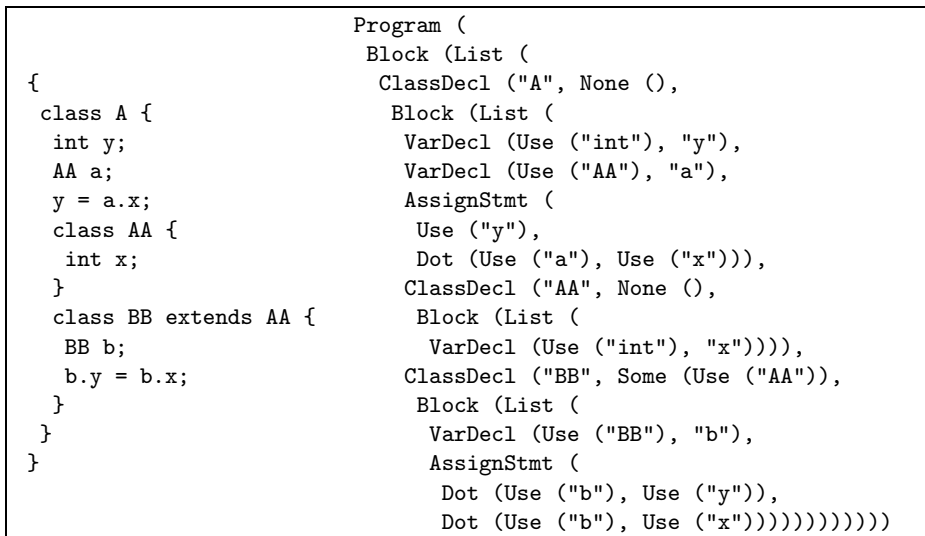 {
class A {
int y;
AA a;
y = a.x;
class AA {
int x;
}
class BB extends AA {
BB b;
b.y = b.x;
}
}
}
Program (
Block (List (
ClassDecl ("A", None (),
Block (List (
VarDecl (Use ("int"), "y"),
VarDecl (Use ("AA"), "a"),
AssignStmt (
Use ("y"),
Dot (Use ("a"), Use ("x"))),
ClassDecl ("AA", None (),
Block (List (
VarDecl (Use ("int"), "x")))),
ClassDecl ("BB", Some (Use ("AA")),
Block (List (
VarDecl (Use ("BB"), "b"),
AssignStmt (
Dot (Use ("b"), Use ("y")),
Dot (Use ("b"), Use ("x"))))))))))))